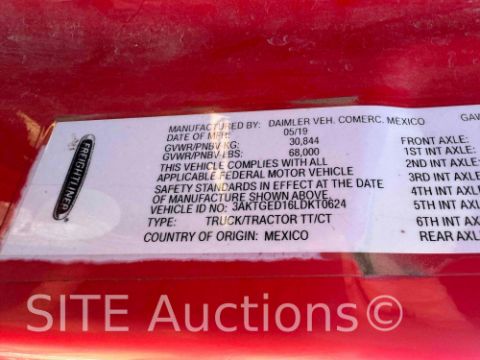 FREIGHTLINER
MANUFACTURED BY: DAIMLER VEH. COMERC. MEXICO GAW
DATE OF MFR: 05/19
GVWR/PNBV-KG: 30,844 FRONT AXLE:
GVWR/PNBV-LBS: 68,000 1ST INT AXLE:
THIS VEHICLE COMPLIES WITH ALL 2ND INT AXLE:
APPLICABLE FEDERAL MOTOR VEHICLE 3RD INT AXLE
SAFETY STANDARDS IN EFFECT AT THE DATE 4TH INT AXLE
OF MANUFACTURE SHOWN ABOVE 5TH INT AXLE
VEHICLE ID NO: 3AKTGED16LDKT0624
TYPE: TRUCK/TRACTOR TT/CT 6TH INT AXL
COUNTRY OF ORIGIN: MEXICO REAR AXL
SITE Auctions©